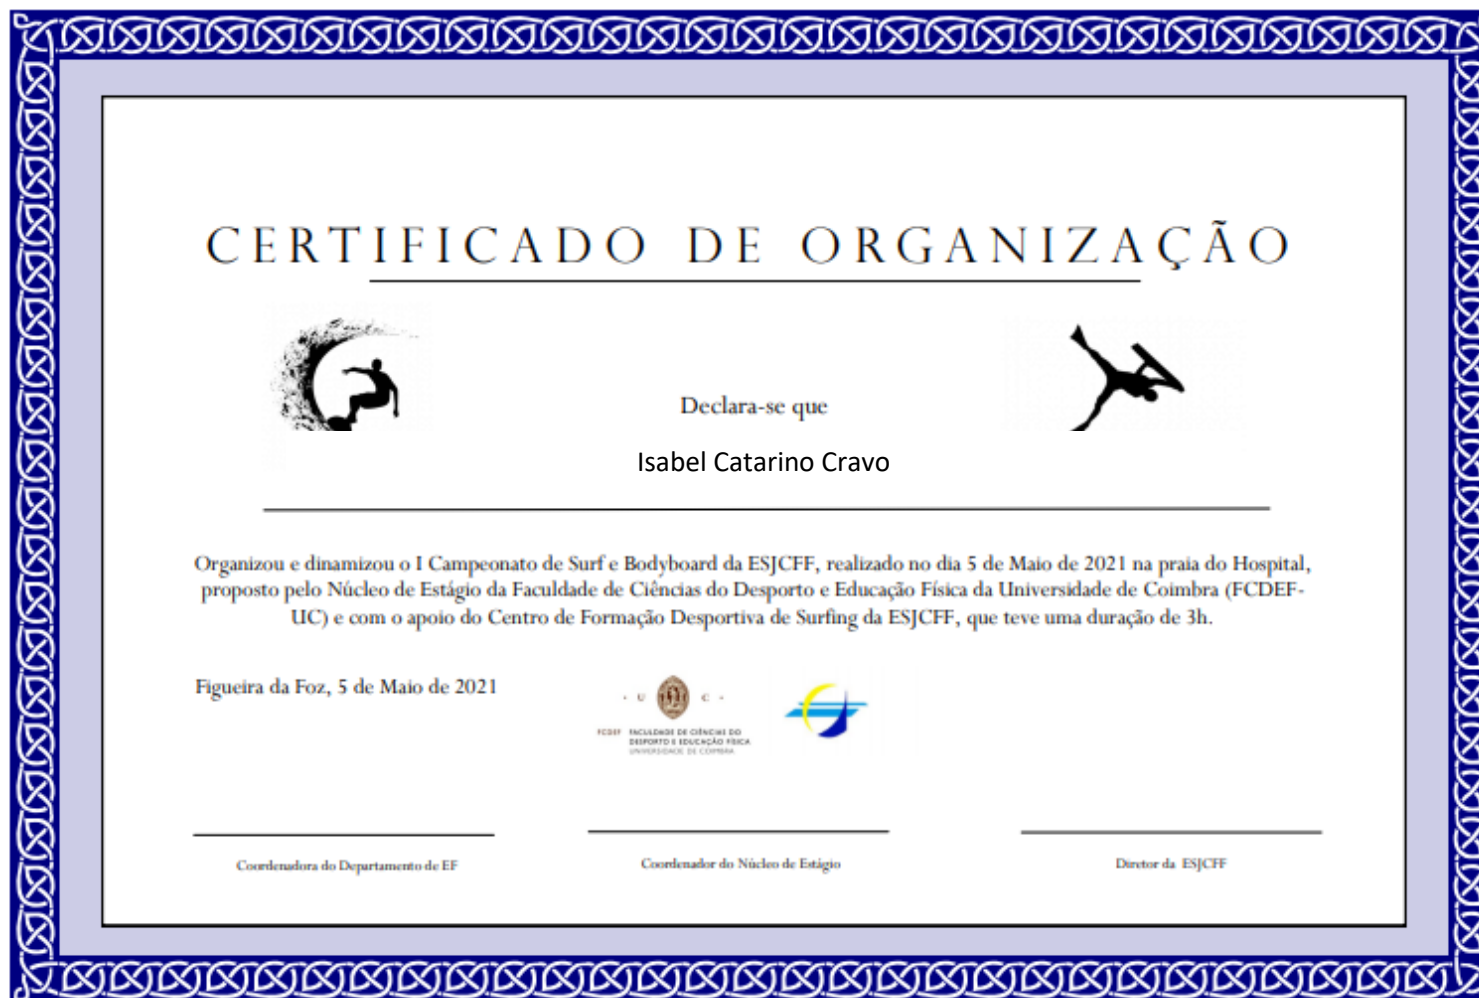 CERTIFICADO DE ORGANIZAÇÃO
Declara-se que
Isabel Catarino Cravo
Organizou e dinamizou o I Campeonato de Surf e Bodyboard da ESJCFF, realizado no dia 5 de Maio de 2021 na praia do Hospital,
proposto pelo Núcleo de Estágio da Faculdade de Ciências do Desporto e Educação Física da Universidade de Coimbra (FCDEF-
UC) e com o apoio do Centro de Formação Desportiva de Surfing da ESJCFF, que teve uma duração de 3h.
Figueira da Foz, 5 de Maio de 2021
· U C ·
FCDEF FACULDADE DE CIÊNCIAS DO
DESPORTO E EDUCAÇÃO FÍSICA
UNIVERSIDADE DE COIMBRA
Coordenadora do Departamento de EF
Coordenador do Núcleo de Estágio
Diretor da ESJCFF